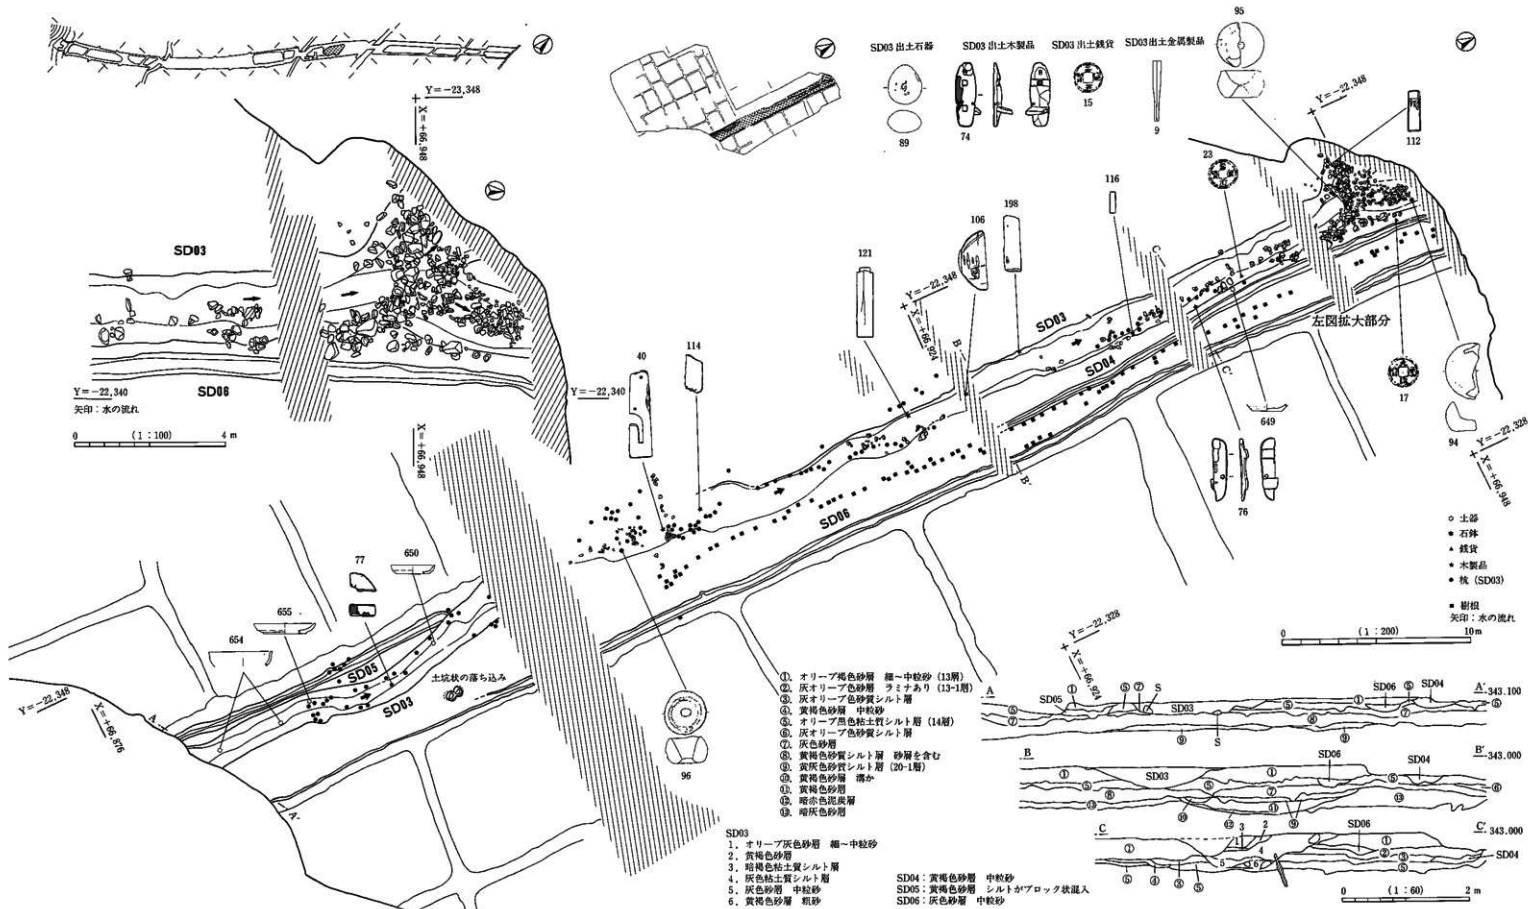 SD03 出土石器
SD03 出土木製品
SD03 出土銭貨
SD03出土金属製品
89
74
15
9
95
112
23
116
198
106
121
114
40
Y=-23,348
X=+66,948
SD03
SD06
Y=-22,340
矢印:水の流れ
0 (1:100) 4 m
Y=-22,340
X=+66,948
Y=-22,348
X=+66,924
Y=-22,348
SD03
SD04
SD06
B
B'
C
C'
左図拡大部分
17
94
649
76
Y=-22,328
X=+66,948
○ 土器
● 石鉢
▲ 銭貨
★ 木製品
● 杭 (SD03)
■ 樹根
矢印:水の流れ
0 (1:200) 10m
77
650
655
654
SD05
SD03
土坑状の落ち込み
Y=-22,348
X=+66,876
A
A'
96
Y=-22,328
X=+66,924
①. オリーブ褐色砂層 細~中粒砂 (13層)
②. 灰オリーブ色砂層 ラミナあり (13-1層)
③. 灰オリーブ色砂質シルト層
④. 黄褐色砂層 中粒砂
⑤. オリーブ黒色粘土質シルト層 (14層)
⑥. 灰オリーブ色砂質シルト層
⑦. 灰色砂層
⑧. 黄褐色砂質シルト層 砂層を含む
⑨. 黄灰色砂質シルト層 (20-1層)
⑩. 黄褐色砂層 溝か
⑪. 黄褐色砂層
⑫. 暗赤色泥炭層
⑬. 暗灰色砂層
SD03
1. オリーブ灰色砂層 細~中粒砂
2. 黄褐色砂層
3. 暗褐色粘土質シルト層
4. 灰色粘土質シルト層
5. 灰色砂層 中粒砂
6. 黄褐色砂層 粗砂
SD04:黄褐色砂層 中粒砂
SD05:黄褐色砂層 シルトがブロック状混入
SD06:灰色砂層 中粒砂
A
A'
343.100
SD05
SD03
SD06
SD04
S
S
B
B'
343.000
SD03
SD06
SD04
C
C'
343.000
SD06
SD04
0 (1:60) 2 m